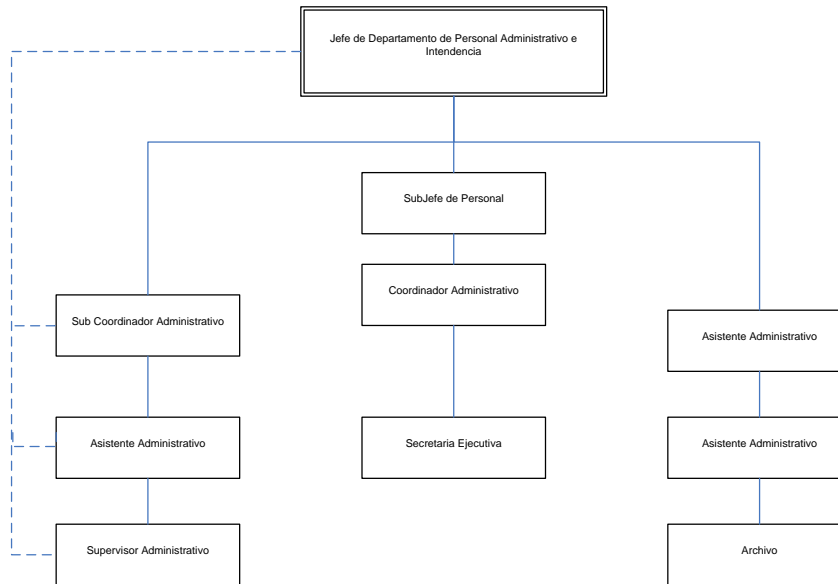 Jefe de Departamento de Personal Administrativo e
Intendencia
SubJefe de Personal
Coordinador Administrativo
Sub Coordinador Administrativo
Asistente Administrativo
Asistente Administrativo
Secretaria Ejecutiva
Asistente Administrativo
Supervisor Administrativo
Archivo